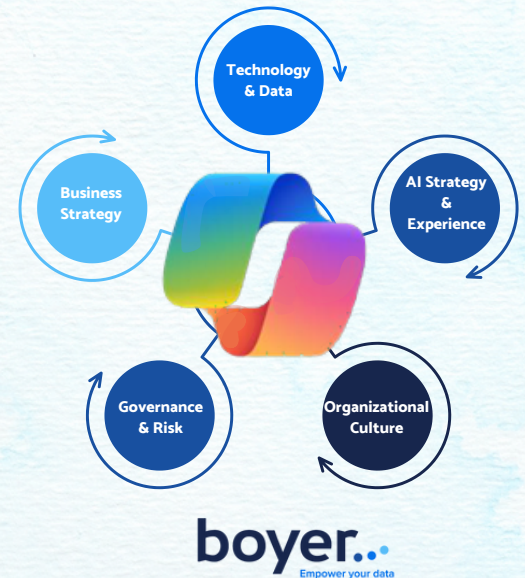 Technology
& Data
Business
Strategy
AI Strategy
&
Experience
Governance
& Risk
Organizational
Culture
boyer...
Empower your data